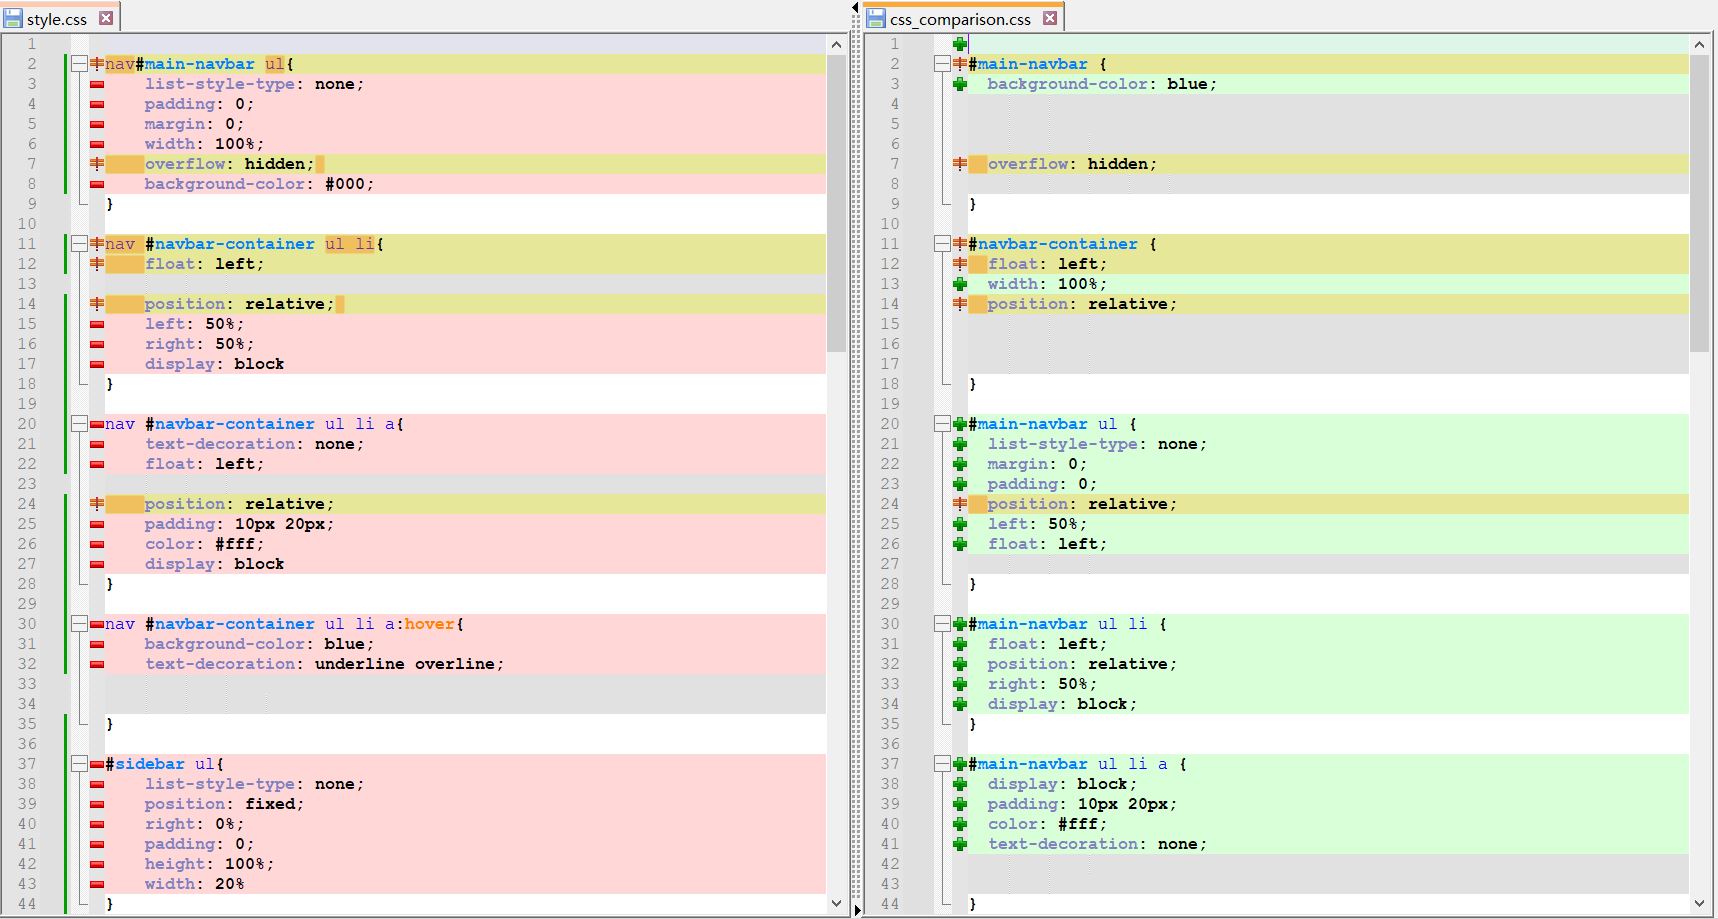 style.css
1
2 nav#main-navbar ul{
3 list-style-type: none;
4 padding: 0;
5 margin: 0;
6 width: 100%;
7 overflow: hidden;
8 background-color: #000;
9 }
10
11 nav #navbar-container ul li{
12 float: left;
13
14 position: relative;
15 left: 50%;
16 right: 50%;
17 display: block
18 }
19
20 nav #navbar-container ul li a{
21 text-decoration: none;
22 float: left;
23
24 position: relative;
25 padding: 10px 20px;
26 color: #fff;
27 display: block
28 }
29
30 nav #navbar-container ul li a:hover{
31 background-color: blue;
32 text-decoration: underline overline;
33
34
35 }
36
37 #sidebar ul{
38 list-style-type: none;
39 position: fixed;
40 right: 0%;
41 padding: 0;
42 height: 100%;
43 width: 20%
44 }
css_comparison.css
1
2 #main-navbar {
3 background-color: blue;
4
5
6
7 overflow: hidden;
8
9 }
10
11 #navbar-container {
12 float: left;
13 width: 100%;
14 position: relative;
15
16
17
18 }
19
20 #main-navbar ul {
21 list-style-type: none;
22 margin: 0;
23 padding: 0;
24 position: relative;
25 left: 50%;
26 float: left;
27
28 }
29
30 #main-navbar ul li {
31 float: left;
32 position: relative;
33 right: 50%;
34 display: block;
35 }
36
37 #main-navbar ul li a {
38 display: block;
39 padding: 10px 20px;
40 color: #fff;
41 text-decoration: none;
42
43
44 }